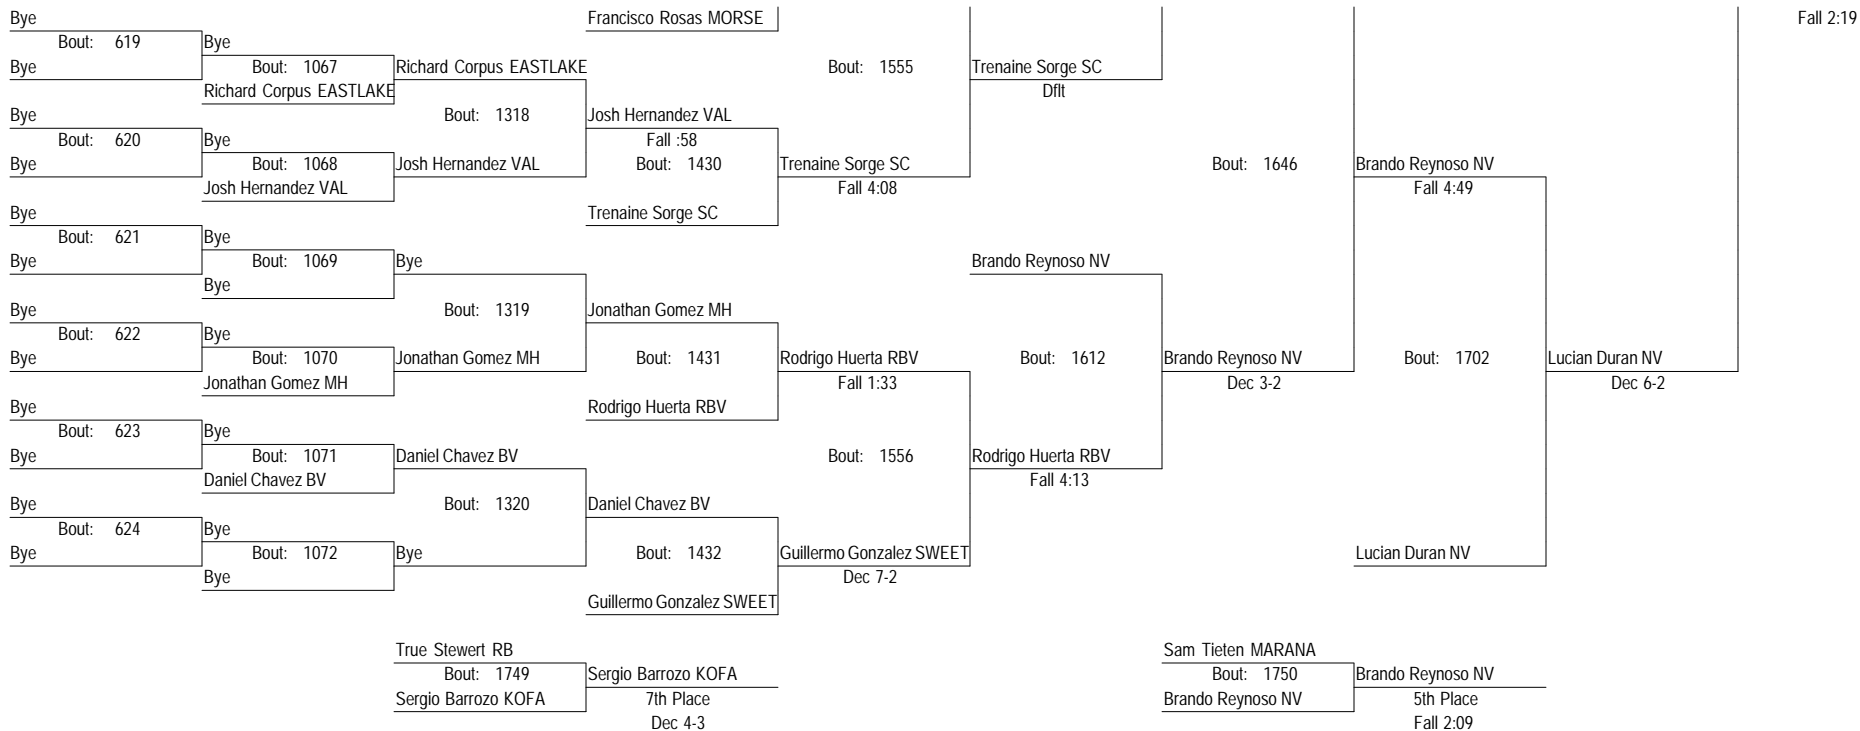 Bye
Francisco Rosas MORSE
Fall 2:19
Bout: 619
Bye
Bye
Bout: 1067
Richard Corpus EASTLAKE
Bout: 1555
Trenaine Sorge SC
Richard Corpus EASTLAKE
Dflt
Bye
Bout: 1318
Josh Hernandez VAL
Bout: 620
Bye
Fall :58
Bye
Bout: 1068
Josh Hernandez VAL
Bout: 1430
Trenaine Sorge SC
Bout: 1646
Brando Reynoso NV
Josh Hernandez VAL
Fall 4:08
Fall 4:49
Bye
Trenaine Sorge SC
Bout: 621
Bye
Bye
Bout: 1069
Bye
Brando Reynoso NV
Bye
Bye
Bout: 1319
Jonathan Gomez MH
Bout: 622
Bye
Bye
Bout: 1070
Jonathan Gomez MH
Bout: 1431
Rodrigo Huerta RBV
Bout: 1612
Brando Reynoso NV
Bout: 1702
Lucian Duran NV
Jonathan Gomez MH
Fall 1:33
Dec 3-2
Dec 6-2
Bye
Rodrigo Huerta RBV
Bout: 623
Bye
Bye
Bout: 1071
Daniel Chavez BV
Bout: 1556
Rodrigo Huerta RBV
Daniel Chavez BV
Fall 4:13
Bye
Bout: 1320
Daniel Chavez BV
Bout: 624
Bye
Bye
Bout: 1072
Bye
Bout: 1432
Guillermo Gonzalez SWEET
Lucian Duran NV
Bye
Dec 7-2
Guillermo Gonzalez SWEET
True Stewert RB
Sam Tieten MARANA
Bout: 1749
Sergio Barrozo KOFA
Bout: 1750
Brando Reynoso NV
Sergio Barrozo KOFA
7th Place
Brando Reynoso NV
5th Place
Dec 4-3
Fall 2:09